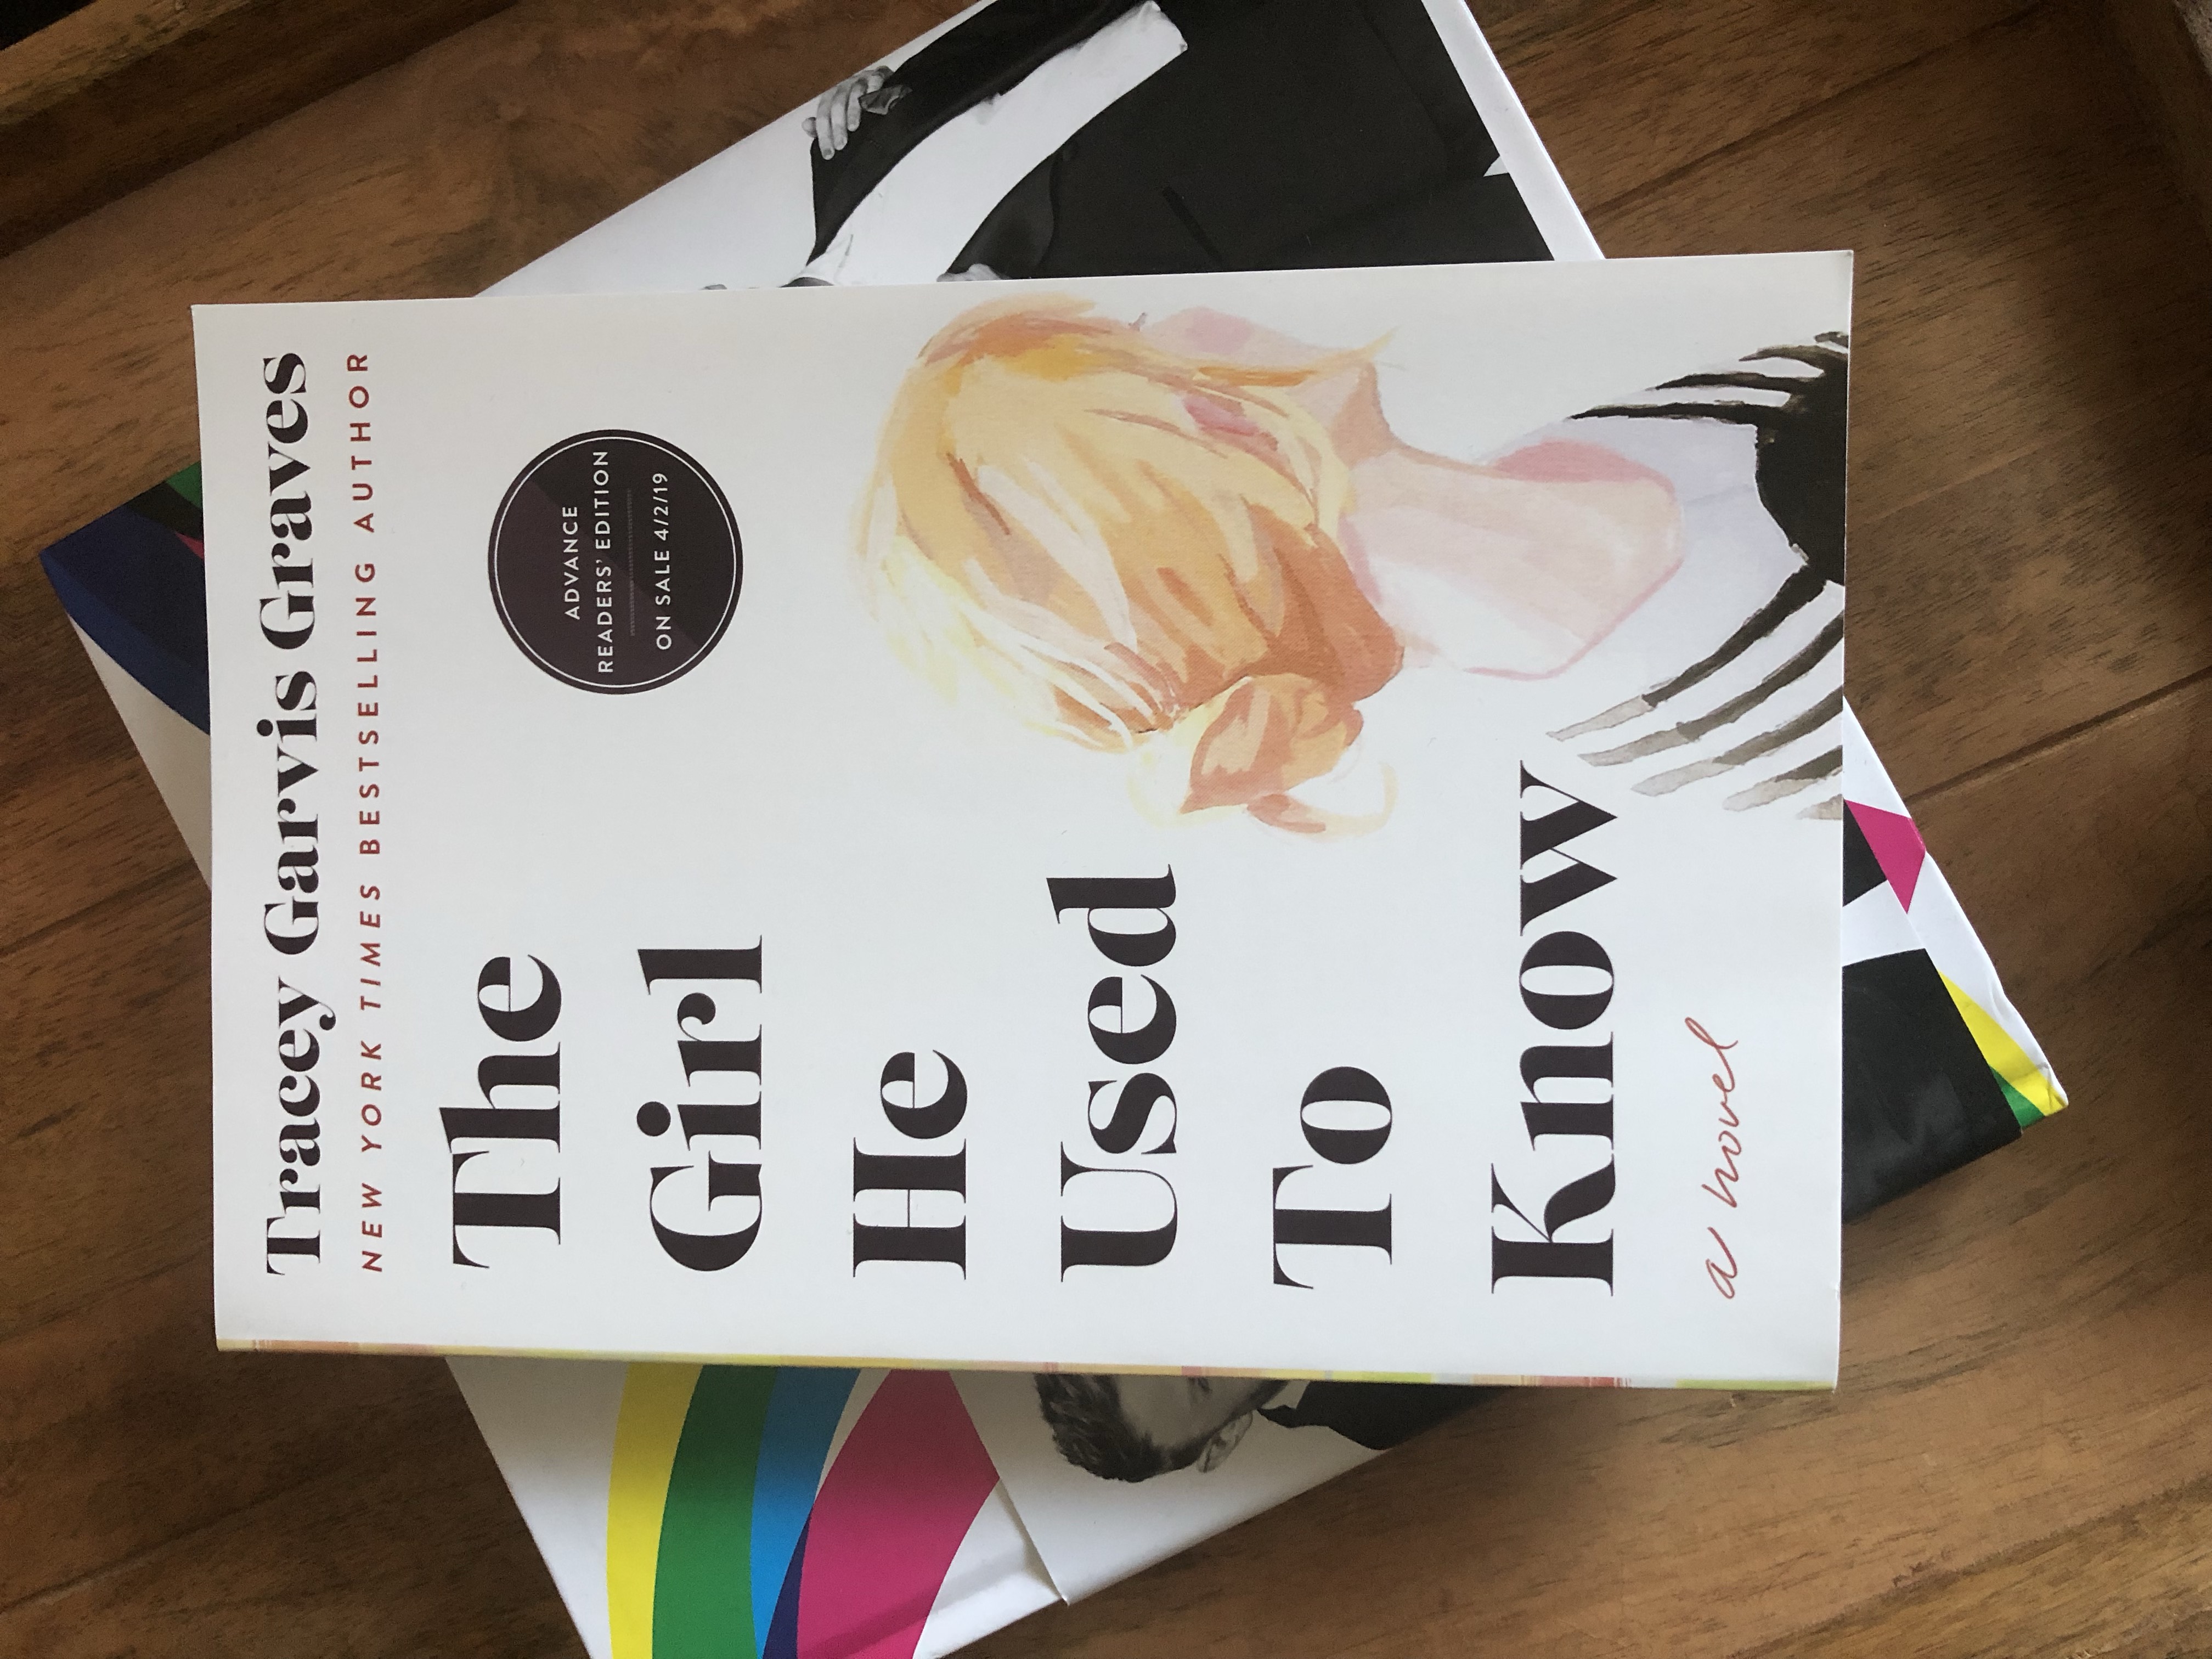 Tracey Garvis Graves
NEW YORK TIMES BESTSELLING AUTHOR
The
Girl
He
Used
To
Know
a novel
ADVANCE
READERS' EDITION
ON SALE 4/2/19